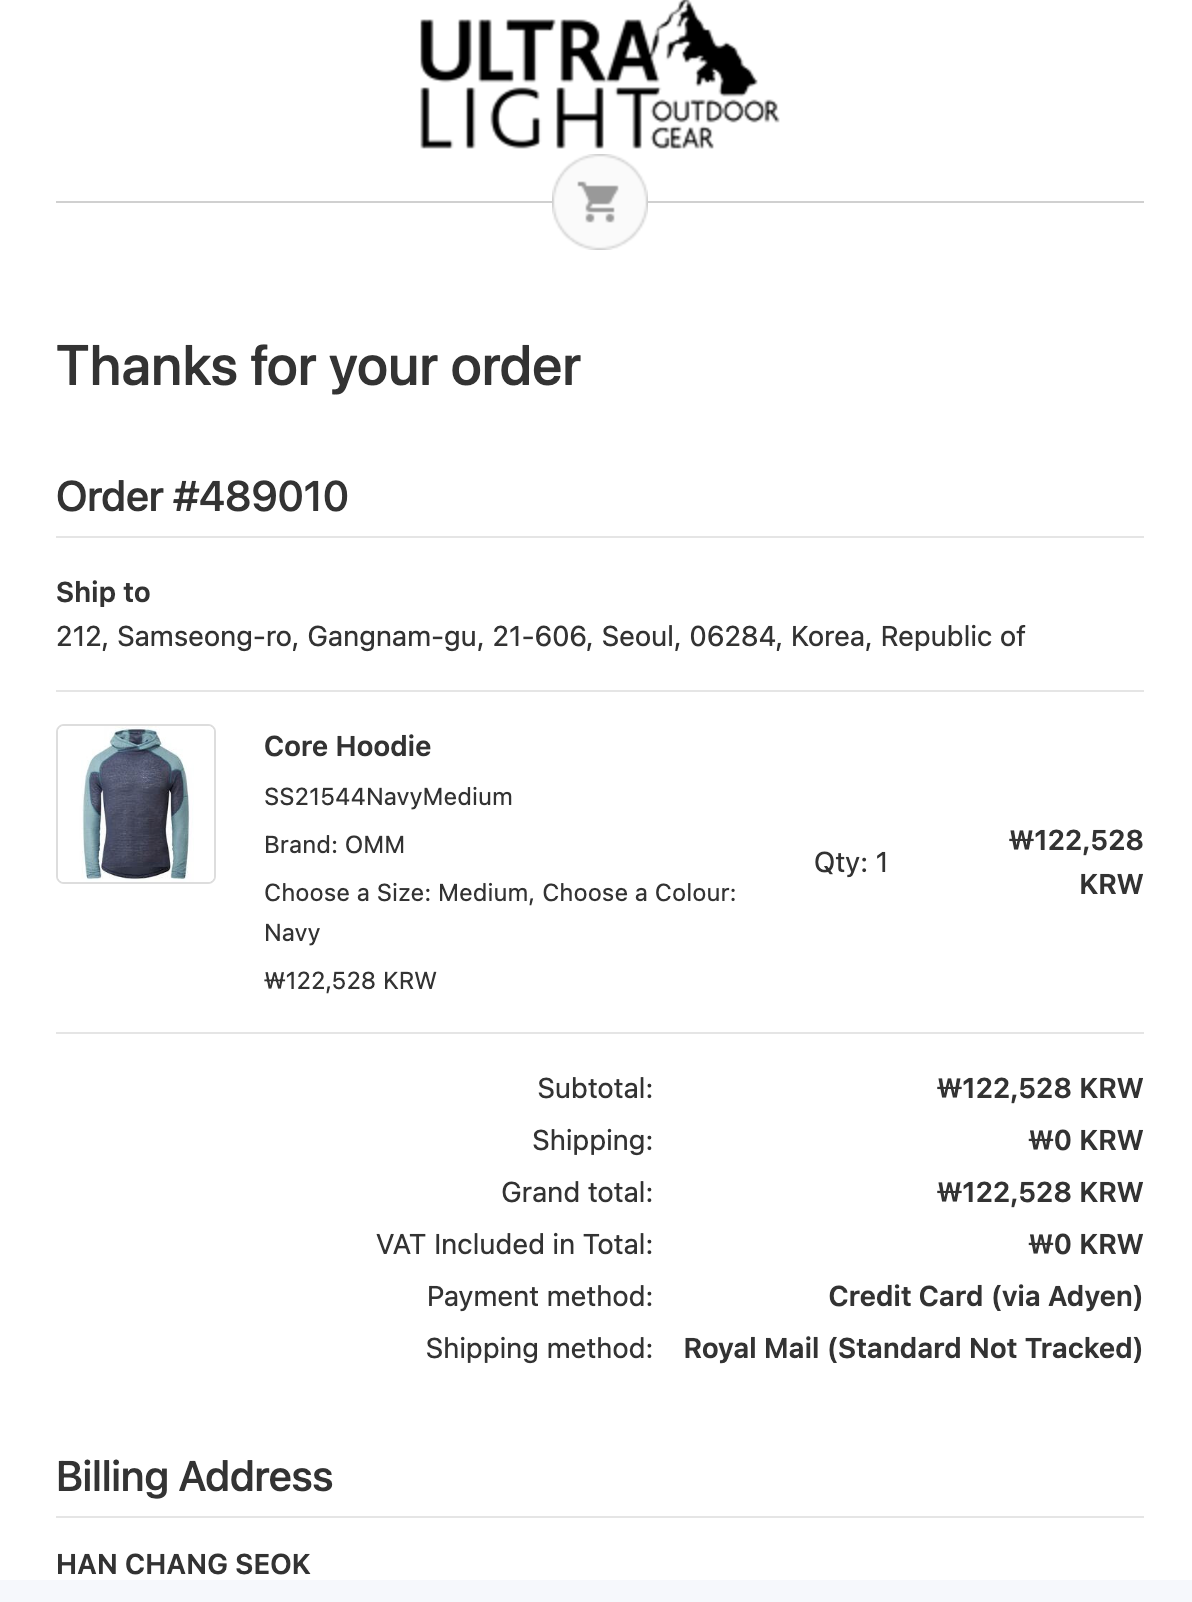 ULTRA
LIGHT OUTDOOR
GEAR
Thanks for your order
Order #489010
Ship to
212, Samseong-ro, Gangnam-gu, 21-606, Seoul, 06284, Korea, Republic of
Core Hoodie
SS21544NavyMedium
Brand: OMM
Choose a Size: Medium, Choose a Colour:
Navy
₩122,528 KRW
Qty: 1
₩122,528
KRW
Subtotal: ₩122,528 KRW
Shipping: ₩0 KRW
Grand total: ₩122,528 KRW
VAT Included in Total: ₩0 KRW
Payment method: Credit Card (via Adyen)
Shipping method: Royal Mail (Standard Not Tracked)
Billing Address
HAN CHANG SEOK